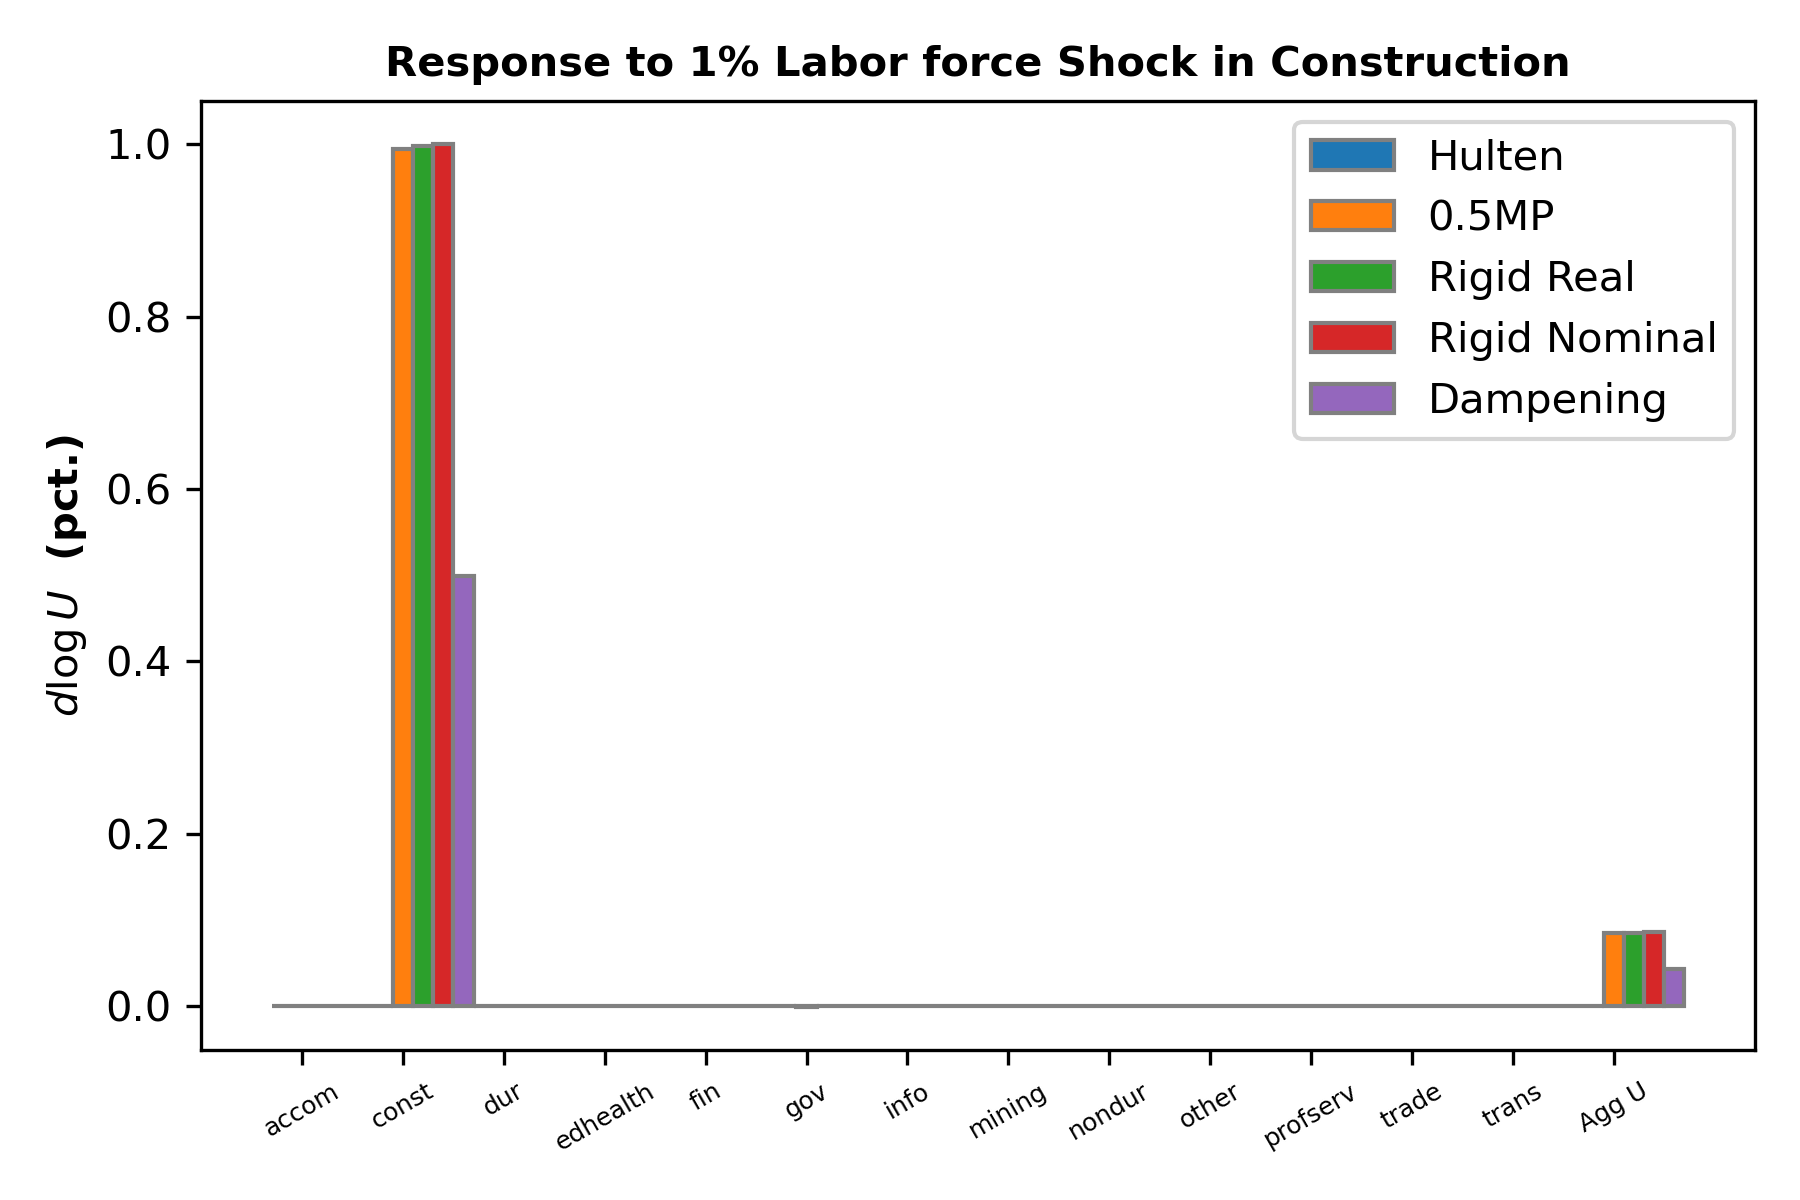 Response to 1% Labor force Shock in Construction
Hulten
0.5MP
Rigid Real
Rigid Nominal
Dampening
dlog U (pct.)
1.0
0.8
0.6
0.4
0.2
0.0
accom
const
dur
edhealth
fin
gov
info
mining
nondur
other
profserv
trade
trans
Agg U